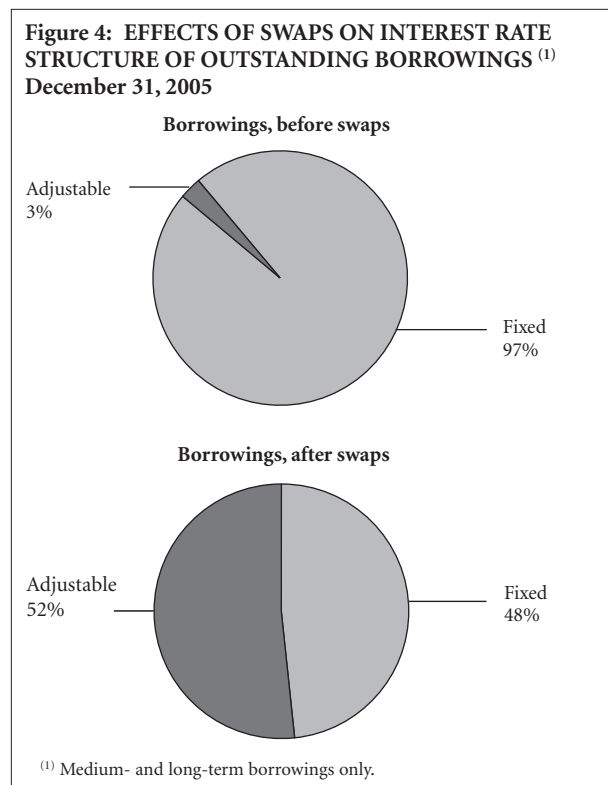 Figure 4: EFFECTS OF SWAPS ON INTEREST RATE
STRUCTURE OF OUTSTANDING BORROWINGS (1)
December 31, 2005
Borrowings, before swaps
Adjustable
3%
Fixed
97%
Borrowings, after swaps
Adjustable
52%
Fixed
48%
(1) Medium- and long-term borrowings only.